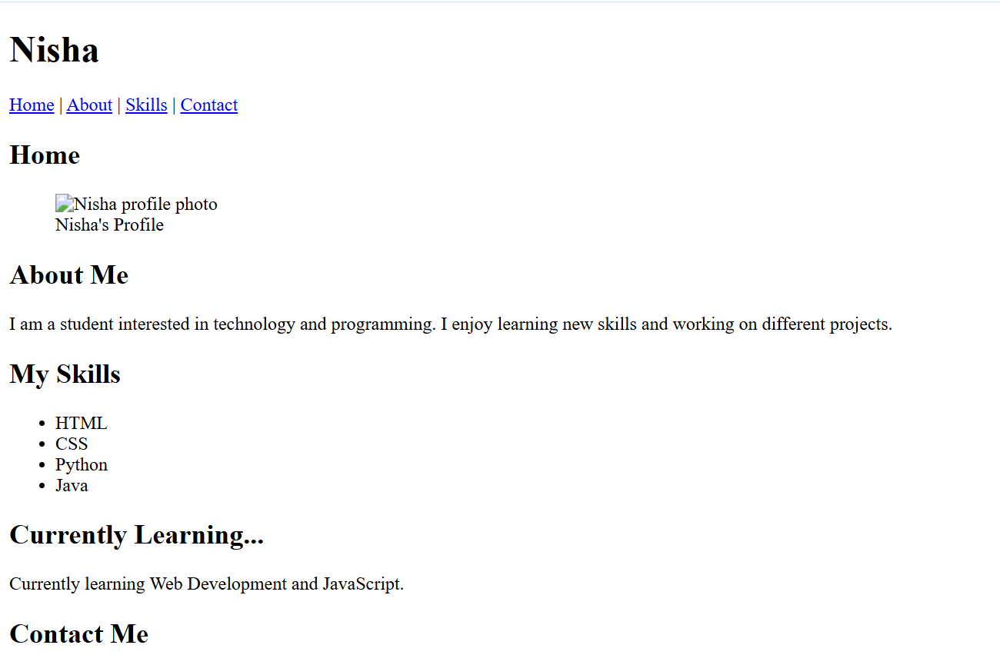 Nisha
Home | About | Skills | Contact
Home
Nisha profile photo
Nisha's Profile
About Me
I am a student interested in technology and programming. I enjoy learning new skills and working on different projects.
My Skills
• HTML
• CSS
• Python
• Java
Currently Learning...
Currently learning Web Development and JavaScript.
Contact Me